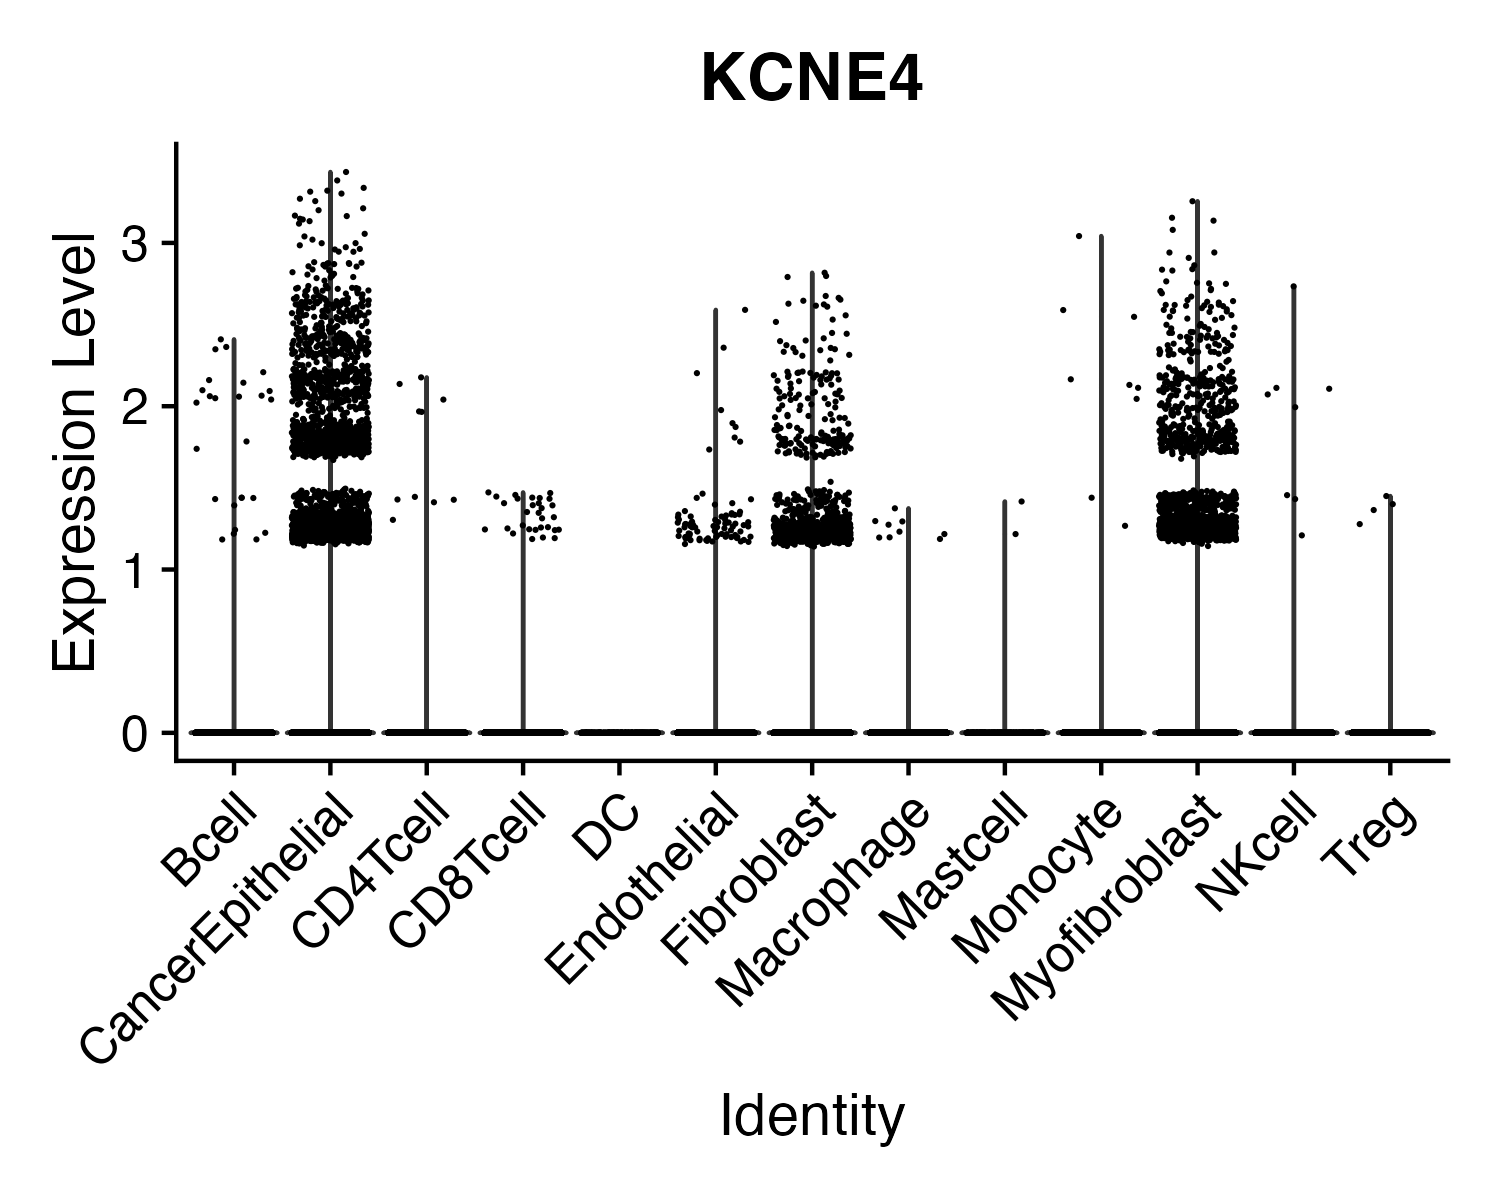 KCNE4
Expression Level
3
2
1
0
Bcell
CancerEpithelial
CD4Tcell
CD8Tcell
DC
Endothelial
Fibroblast
Macrophage
Mastcell
Monocyte
Myofibroblast
NKcell
Treg
Identity